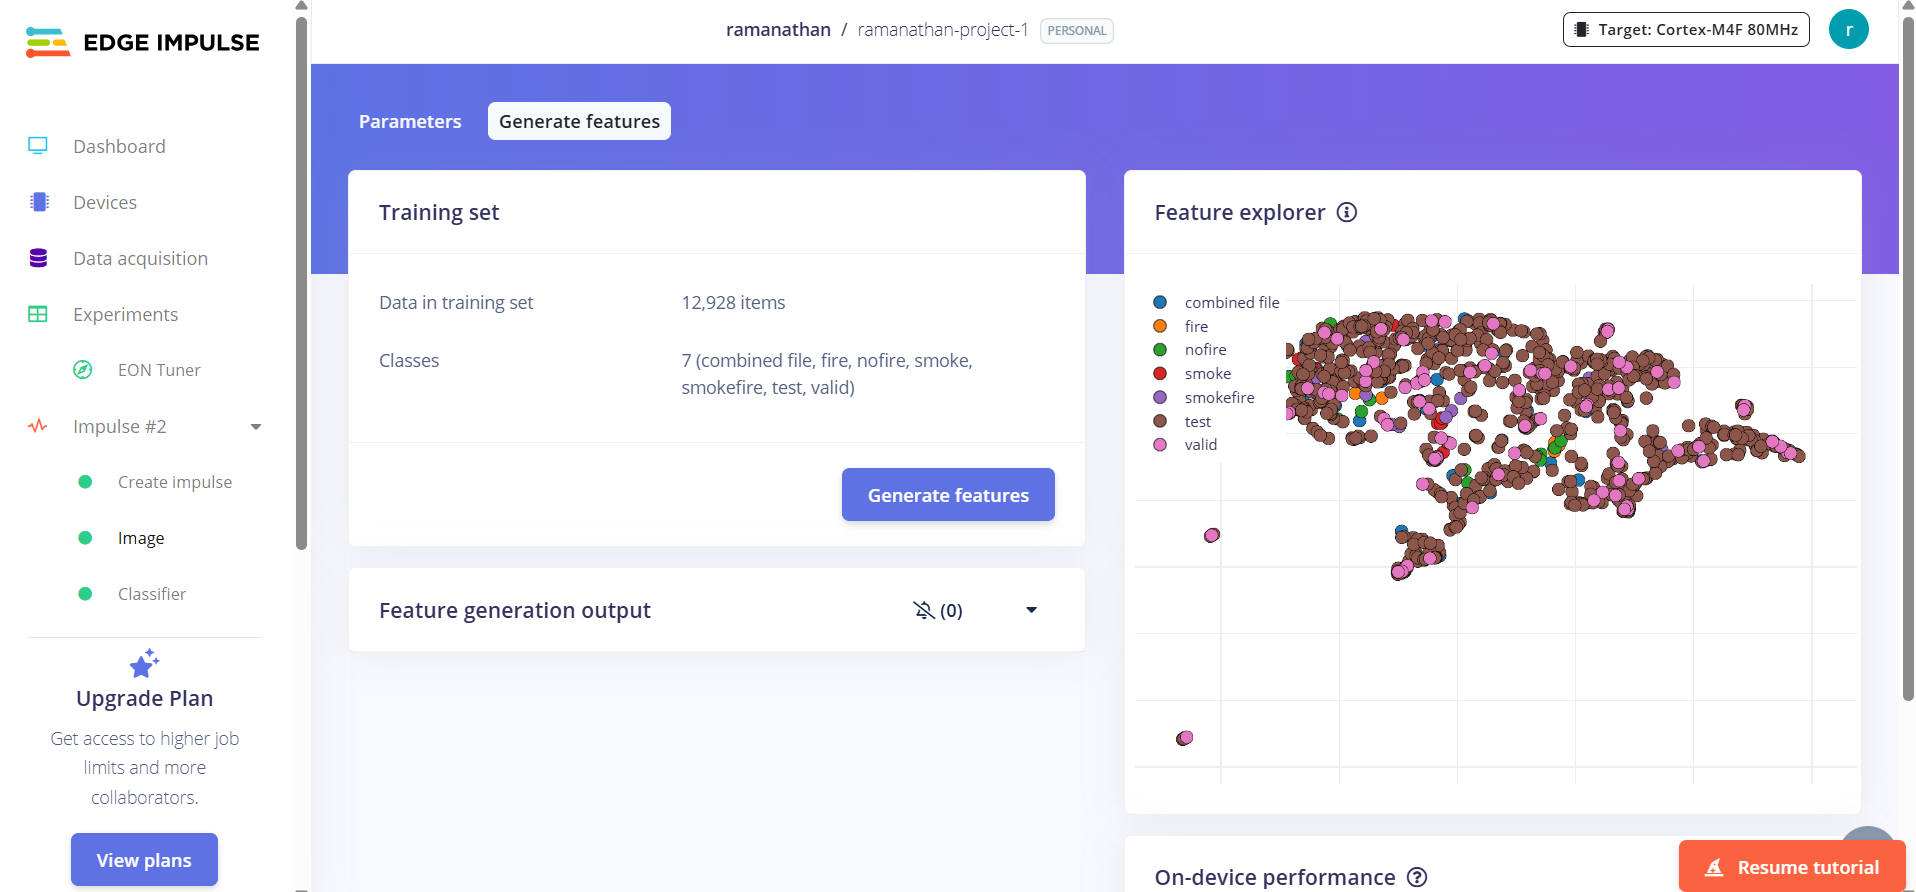 EDGE IMPULSE
ramanathan / ramanathan-project-1 PERSONAL
Target: Cortex-M4F 80MHz
r
Dashboard
Devices
Data acquisition
Experiments
EON Tuner
Impulse #2
Create impulse
Image
Classifier
Upgrade Plan
Get access to higher job
limits and more
collaborators.
View plans
Parameters
Generate features
Training set
Data in training set
12,928 items
Classes
7 (combined file, fire, nofire, smoke,
smokefire, test, valid)
Generate features
Feature generation output
(0)
Feature explorer
combined file
fire
nofire
smoke
smokefire
test
valid
On-device performance
Resume tutorial